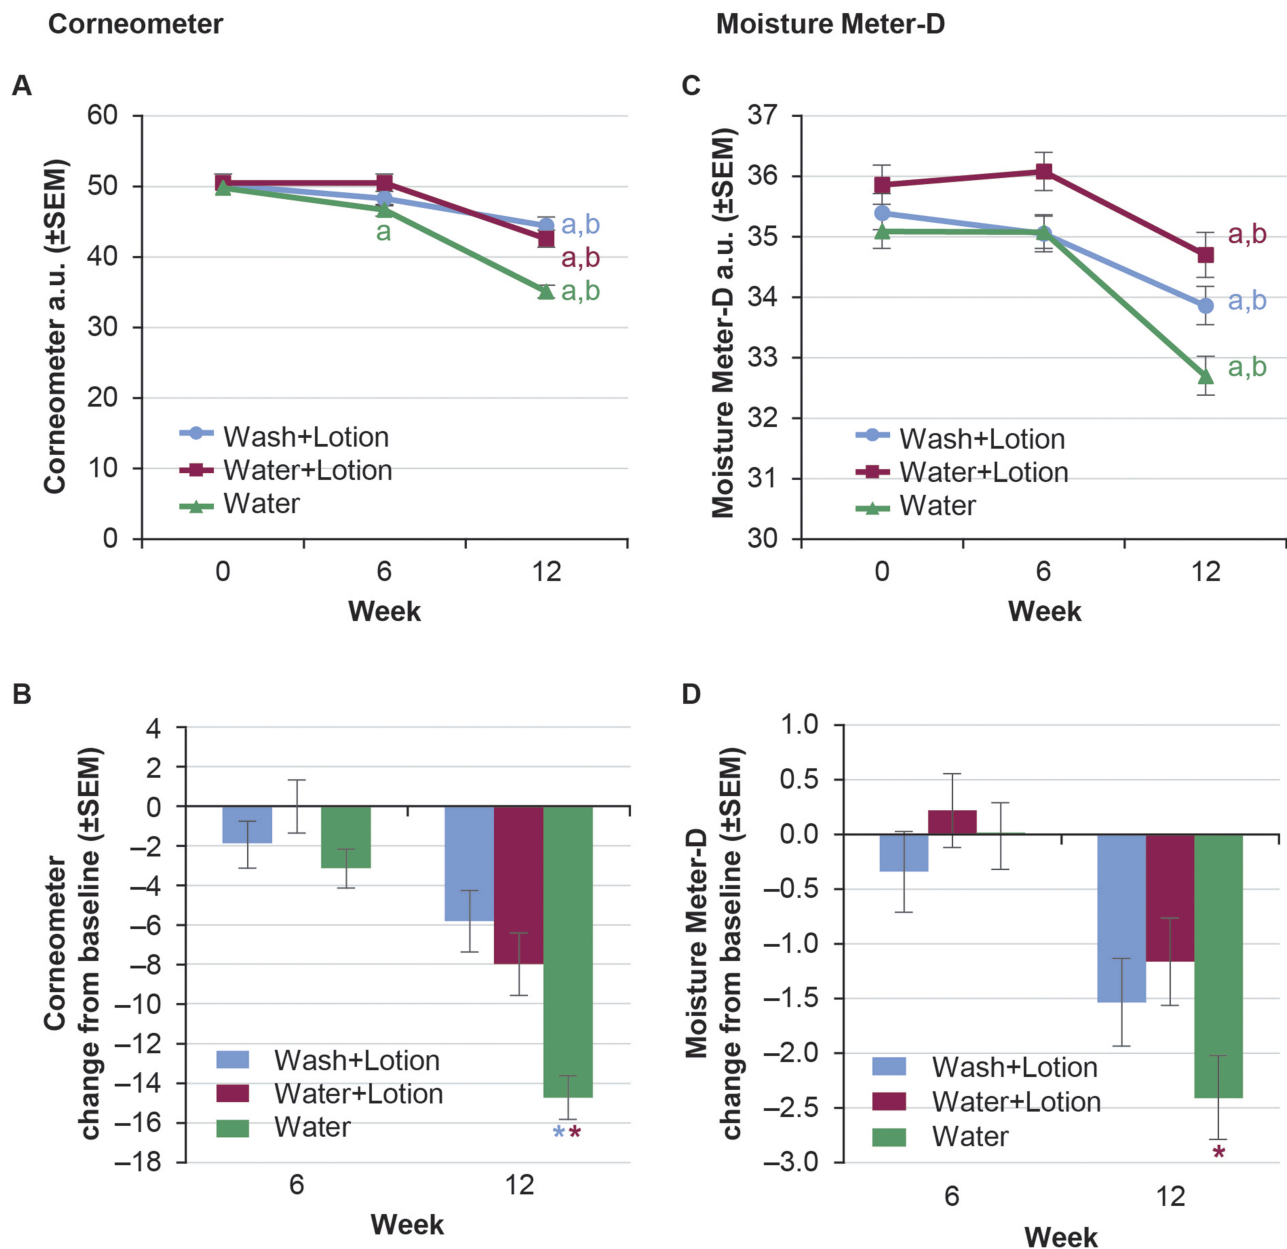 Corneometer
Moisture Meter-D
A
Corneometer a.u. (±SEM)
60
50
40
30
20
10
0
a
a,b
a,b
a,b
Wash+Lotion
Water+Lotion
Water
0 6 12
Week
C
Moisture Meter-D a.u. (±SEM)
37
36
35
34
33
32
31
30
a,b
a,b
a,b
Wash+Lotion
Water+Lotion
Water
0 6 12
Week
B
Corneometer
change from baseline (±SEM)
4
2
0
–2
–4
–6
–8
–10
–12
–14
–16
–18
Wash+Lotion
Water+Lotion
Water
**
6 12
Week
D
Moisture Meter-D
change from baseline (±SEM)
1.0
0.5
0.0
–0.5
–1.0
–1.5
–2.0
–2.5
–3.0
Wash+Lotion
Water+Lotion
Water
*
6 12
Week